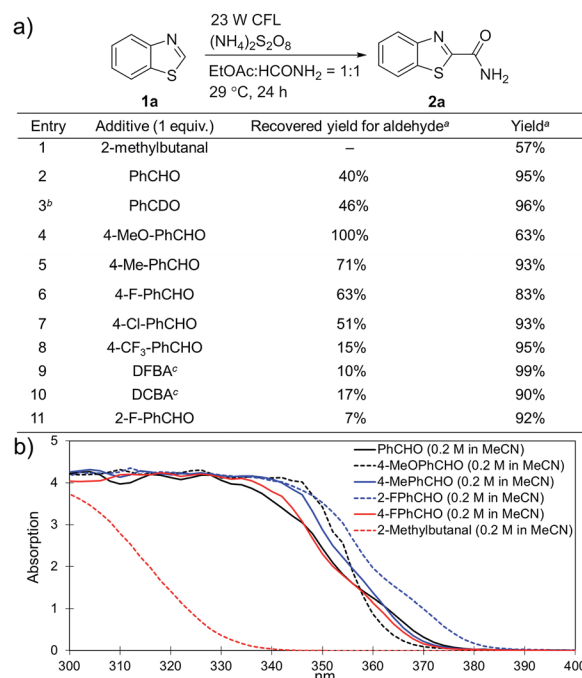 a)
23 W CFL
(NH4)2S2O8
EtOAc:HCONH2 = 1:1
29 °C, 24 h
N
S
1a
N
S
O
NH2
2a
Entry Additive (1 equiv.) Recovered yield for aldehydeᵃ Yieldᵃ
1 2-methylbutanal – 57%
2 PhCHO 40% 95%
3ᵇ PhCDO 46% 96%
4 4-MeO-PhCHO 100% 63%
5 4-Me-PhCHO 71% 93%
6 4-F-PhCHO 63% 83%
7 4-Cl-PhCHO 51% 93%
8 4-CF3-PhCHO 15% 95%
9 DFBAᶜ 10% 99%
10 DCBAᶜ 17% 90%
11 2-F-PhCHO 7% 92%
b)
5
4
3
2
1
0
Absorption
PhCHO (0.2 M in MeCN)
4-MeOPhCHO (0.2 M in MeCN)
4-MePhCHO (0.2 M in MeCN)
2-FPhCHO (0.2 M in MeCN)
4-FPhCHO (0.2 M in MeCN)
2-Methylbutanal (0.2 M in MeCN)
300 310 320 330 340 350 360 370 380 390 400
nm